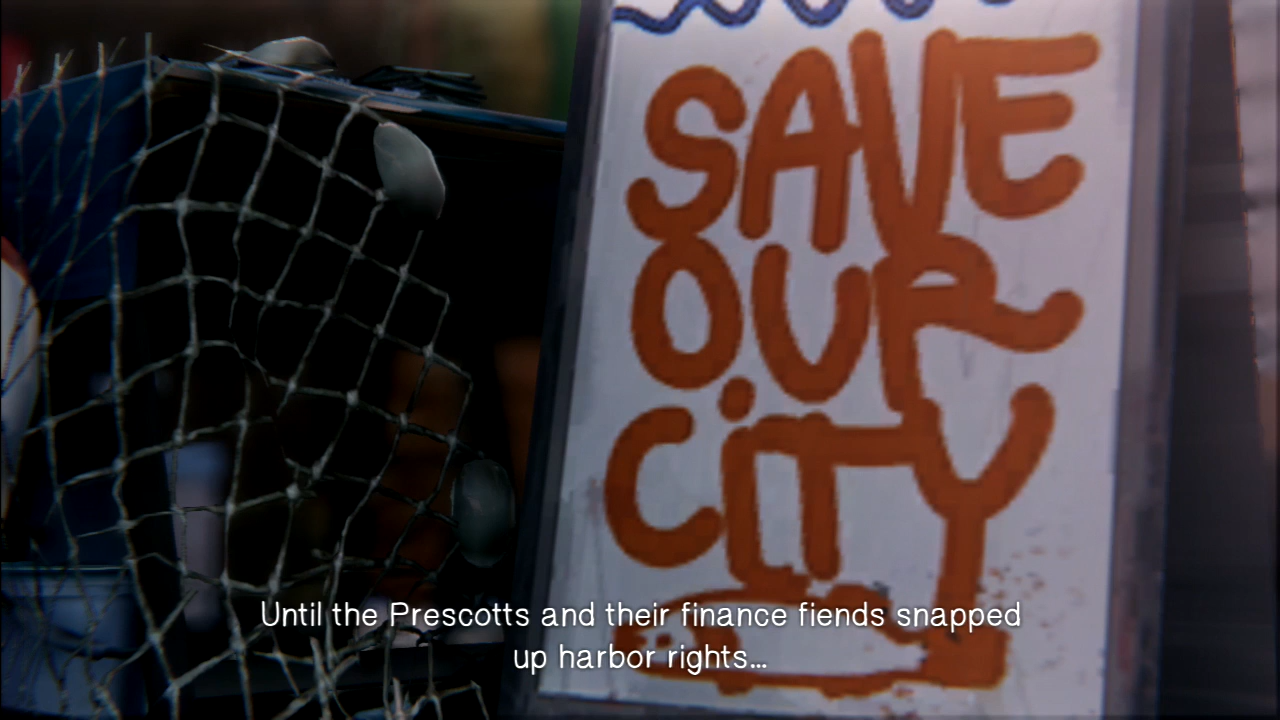 SAVE
OUR
CITY
Until the Prescotts and their finance fiends snapped
up harbor rights...